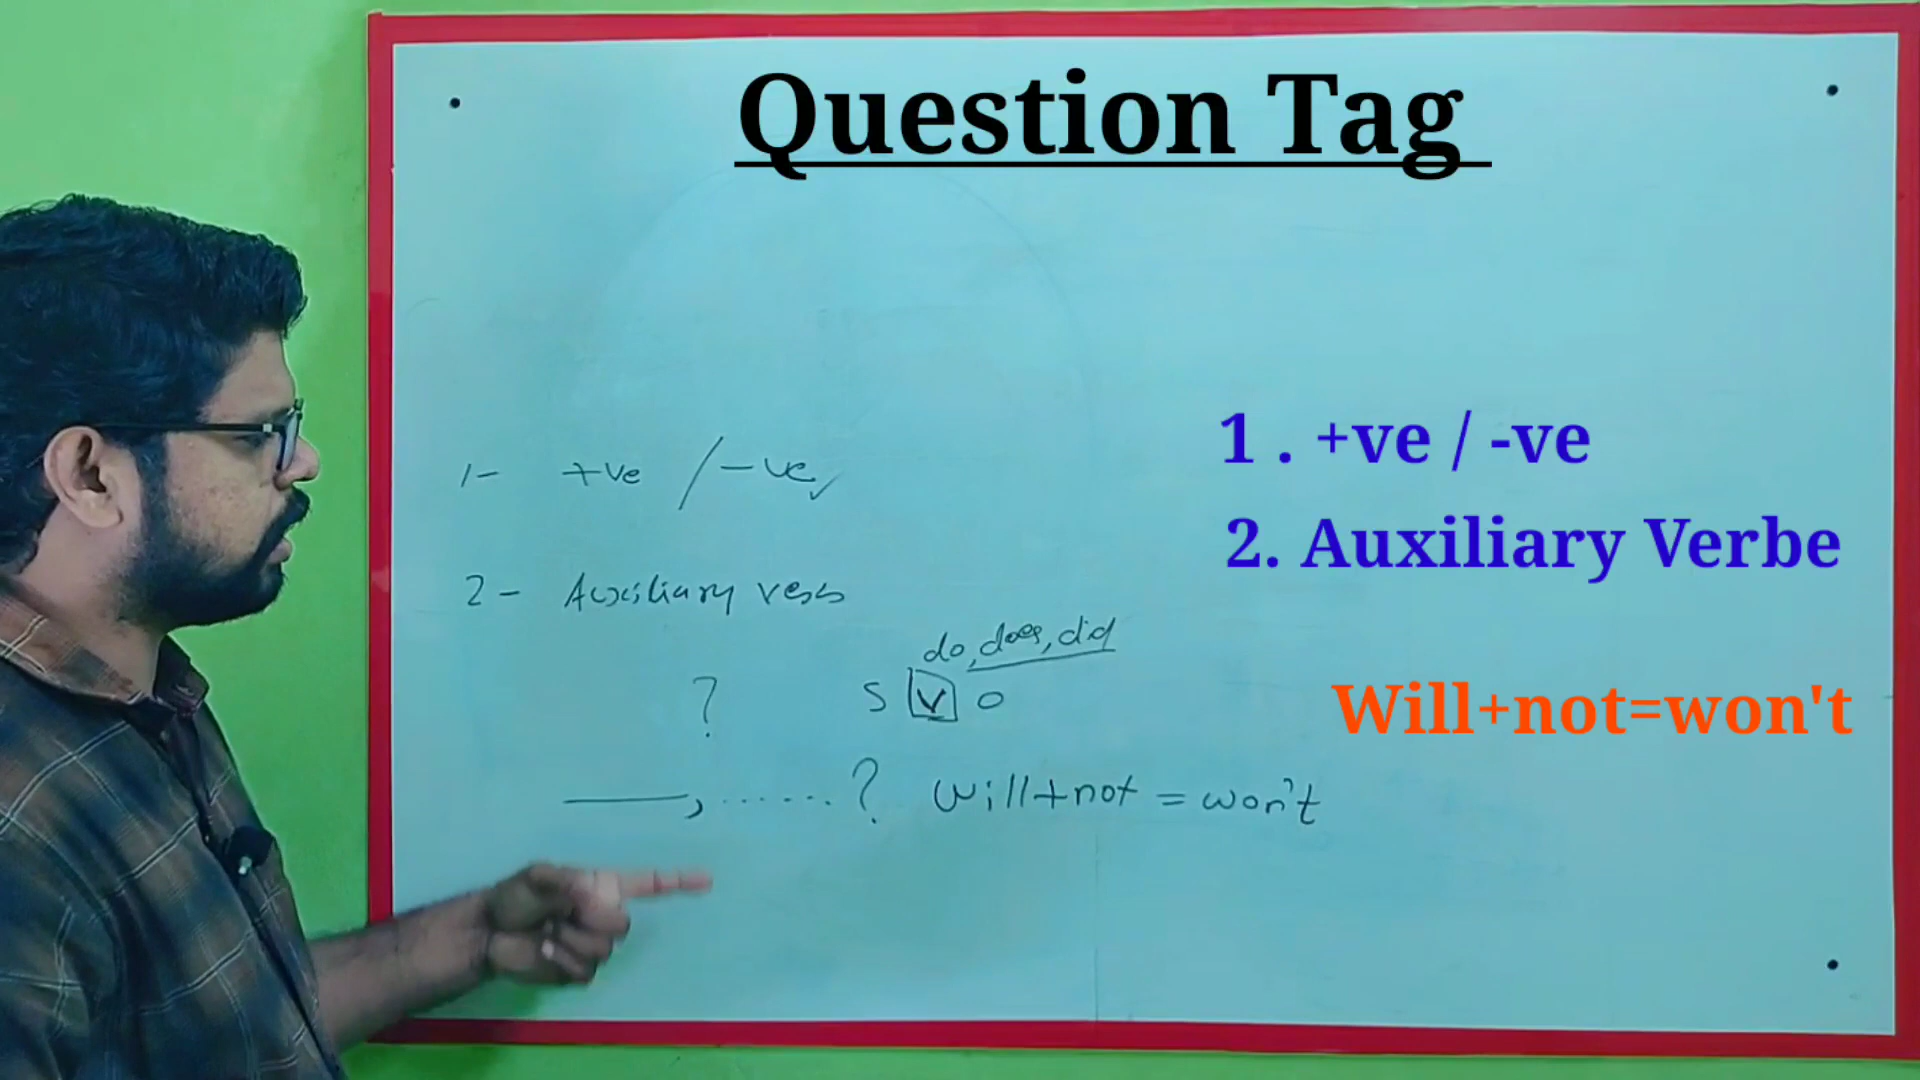 Question Tag
1- +ve / -ve
2- Auxiliary verb
do, does, did
? S V O
——, ......? will+not = won't
1 . +ve / -ve
2. Auxiliary Verbe
Will+not=won't